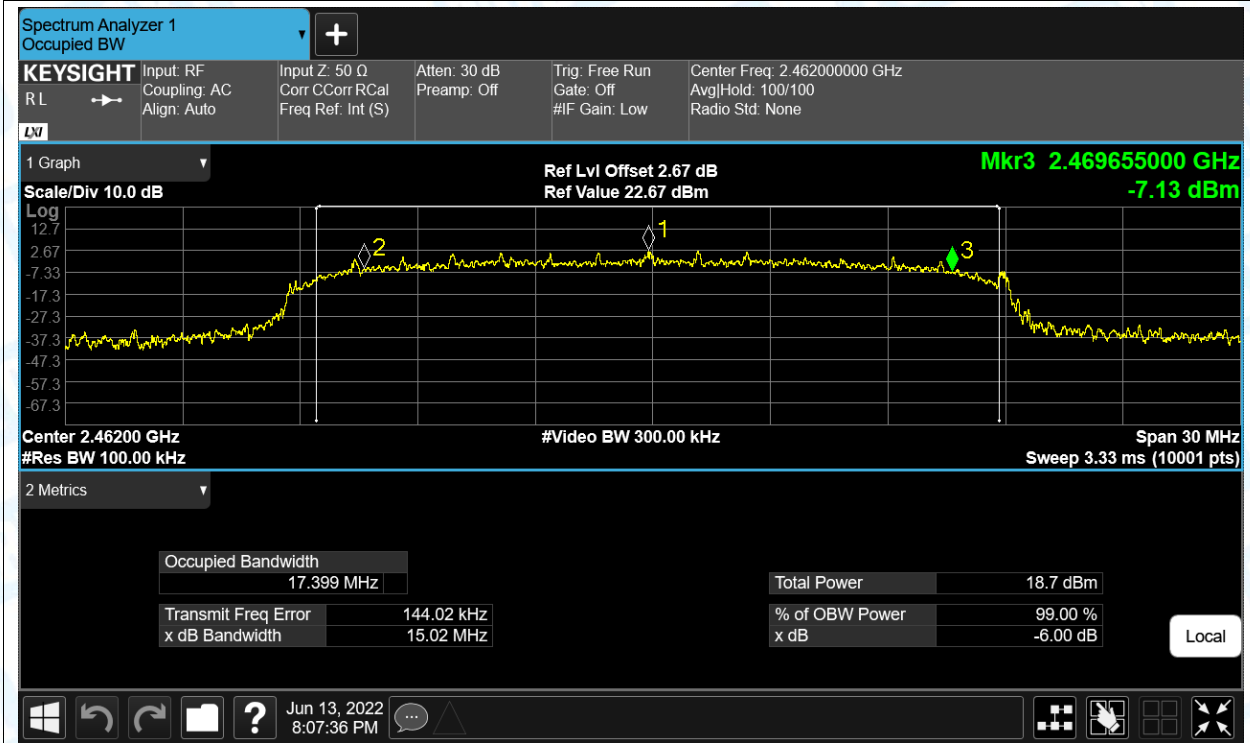 Spectrum Analyzer 1
Occupied BW
KEYSIGHT
R L
LXI
Input: RF
Coupling: AC
Align: Auto
Input Z: 50 Ω
Corr CCorr RCal
Freq Ref: Int (S)
Atten: 30 dB
Preamp: Off
Trig: Free Run
Gate: Off
#IF Gain: Low
Center Freq: 2.462000000 GHz
Avg|Hold: 100/100
Radio Std: None
1 Graph
Scale/Div 10.0 dB
Ref Lvl Offset 2.67 dB
Ref Value 22.67 dBm
Mkr3 2.469655000 GHz
-7.13 dBm
Log
12.7
2.67
-7.33
-17.3
-27.3
-37.3
-47.3
-57.3
-67.3
2
1
3
Center 2.46200 GHz
#Video BW 300.00 kHz
Span 30 MHz
#Res BW 100.00 kHz
Sweep 3.33 ms (10001 pts)
2 Metrics
Occupied Bandwidth
17.399 MHz
Transmit Freq Error 144.02 kHz
x dB Bandwidth 15.02 MHz
Total Power 18.7 dBm
% of OBW Power 99.00 %
x dB -6.00 dB
Local
?
Jun 13, 2022
8:07:36 PM